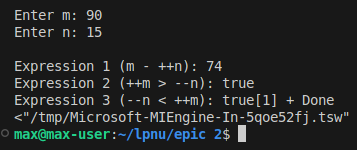 Enter m: 90
Enter n: 15
Expression 1 (m - ++n): 74
Expression 2 (++m > --n): true
Expression 3 (--n < ++m): true[1] + Done
<"/tmp/Microsoft-MIEngine-In-5qoe52fj.tsw"
max@max-user:~/lpnu/epic 2$